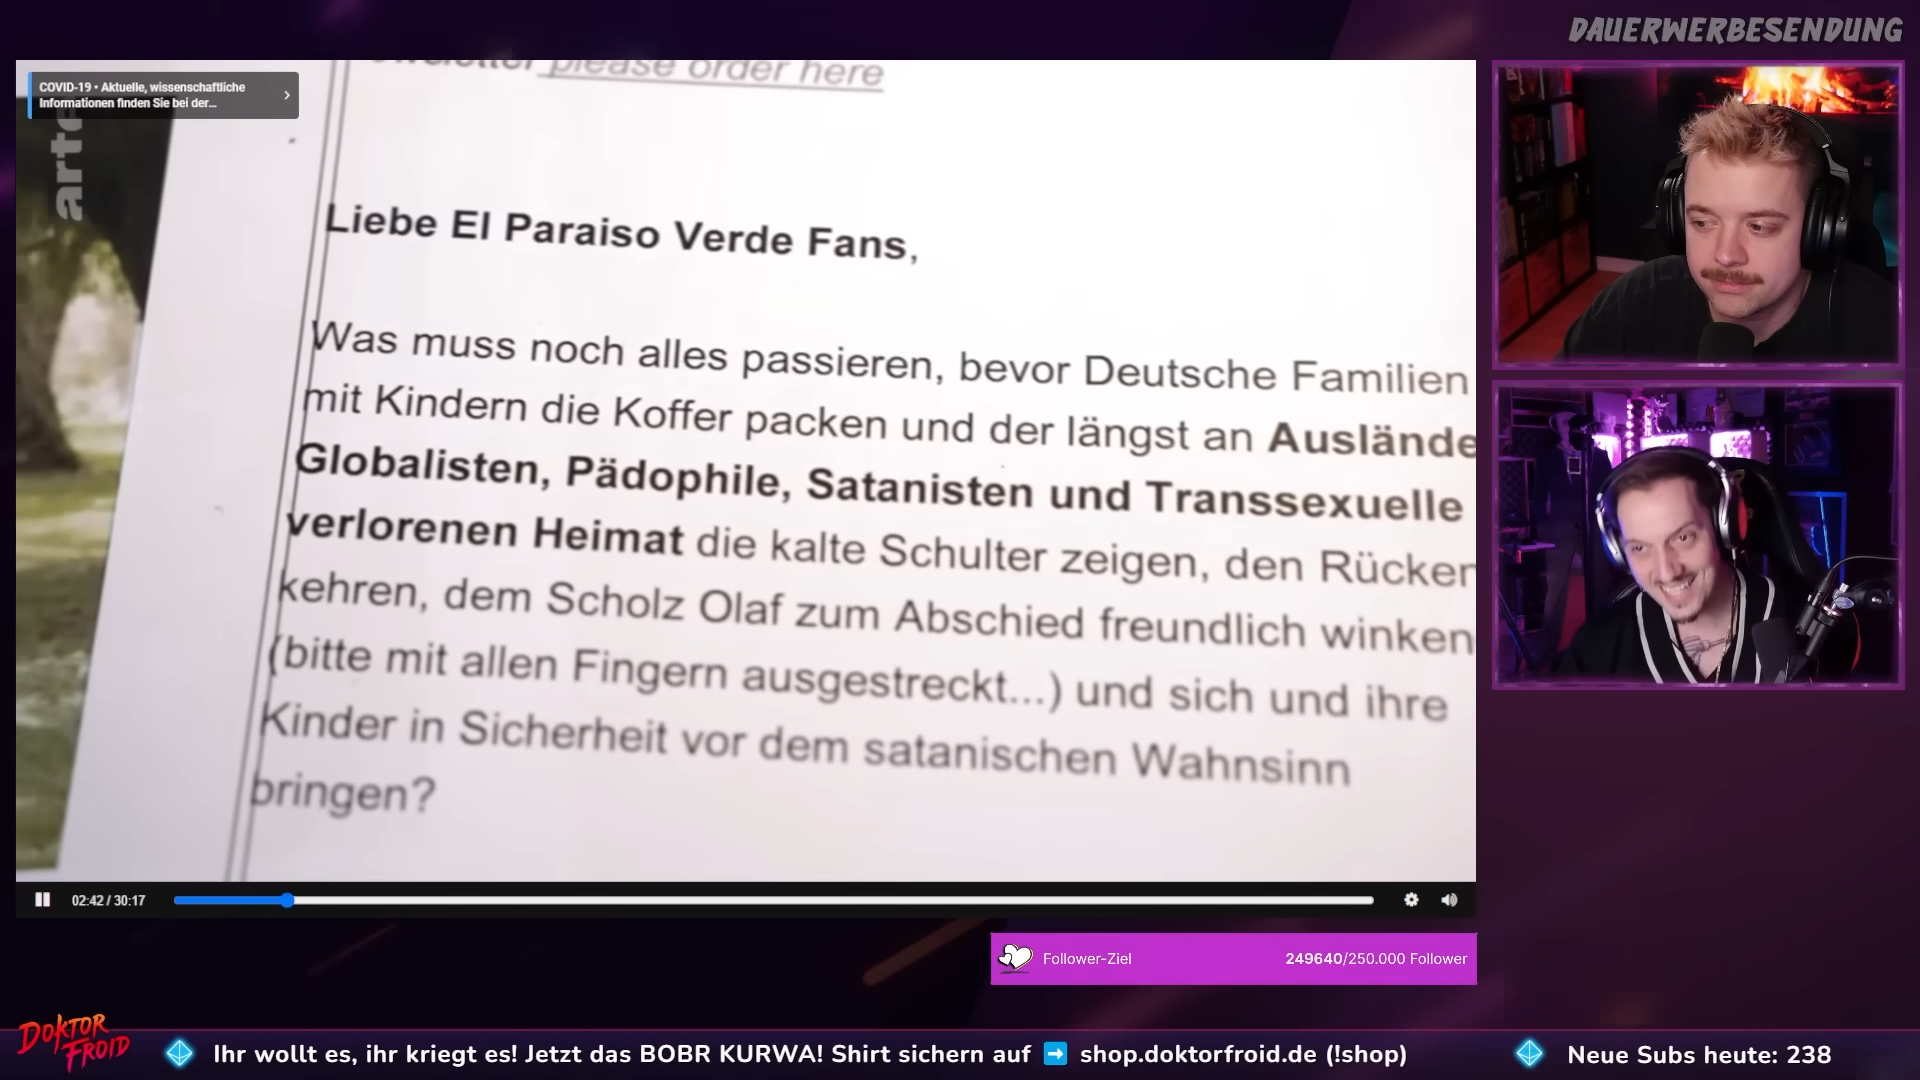 DAUERWERBESENDUNG
COVID-19 • Aktuelle, wissenschaftliche
Informationen finden Sie bei der...
arte
please order here
Liebe El Paraiso Verde Fans,
Was muss noch alles passieren, bevor Deutsche Familien
mit Kindern die Koffer packen und der längst an Auslände
Globalisten, Pädophile, Satanisten und Transsexuelle
verlorenen Heimat die kalte Schulter zeigen, den Rücken
kehren, dem Scholz Olaf zum Abschied freundlich winken
(bitte mit allen Fingern ausgestreckt...) und sich und ihre
Kinder in Sicherheit vor dem satanischen Wahnsinn
bringen?
02:42 / 30:17
Follower-Ziel 249640/250.000 Follower
DOKTOR FROID
Ihr wollt es, ihr kriegt es! Jetzt das BOBR KURWA! Shirt sichern auf ➡ shop.doktorfroid.de (!shop) Neue Subs heute: 238